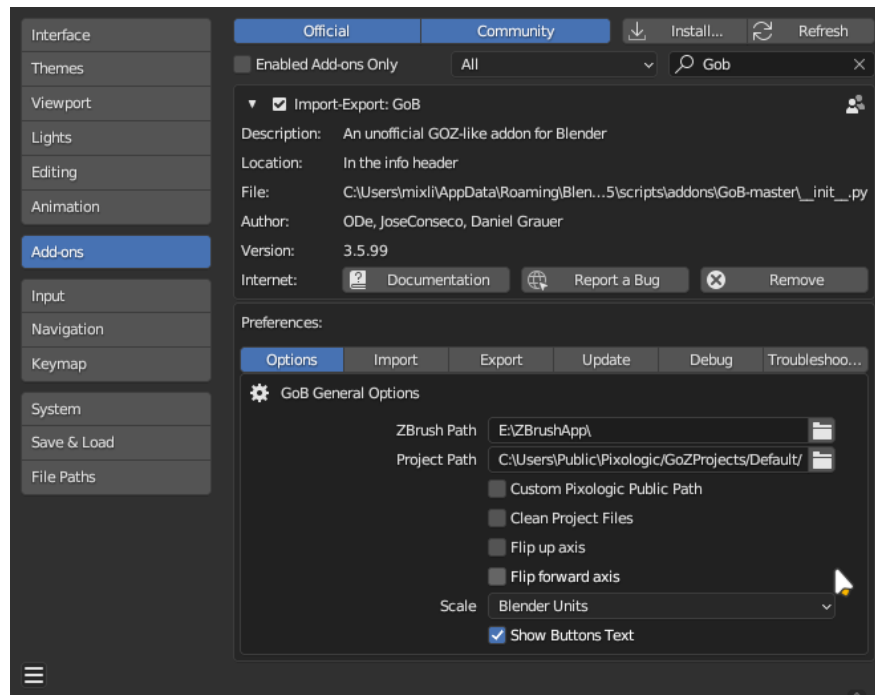 Interface
Themes
Viewport
Lights
Editing
Animation
Add-ons
Input
Navigation
Keymap
System
Save & Load
File Paths
Official Community Install... Refresh
Enabled Add-ons Only All Gob
Import-Export: GoB
Description: An unofficial GOZ-like addon for Blender
Location: In the info header
File: C:\Users\mixli\AppData\Roaming\Blen...5\scripts\addons\GoB-master\__init__.py
Author: ODe, JoseConseco, Daniel Grauer
Version: 3.5.99
Internet: Documentation Report a Bug Remove
Preferences:
Options Import Export Update Debug Troubleshoo...
GoB General Options
ZBrush Path E:\ZBrushApp\
Project Path C:\Users\Public\Pixologic/GoZProjects/Default/
Custom Pixologic Public Path
Clean Project Files
Flip up axis
Flip forward axis
Scale Blender Units
Show Buttons Text